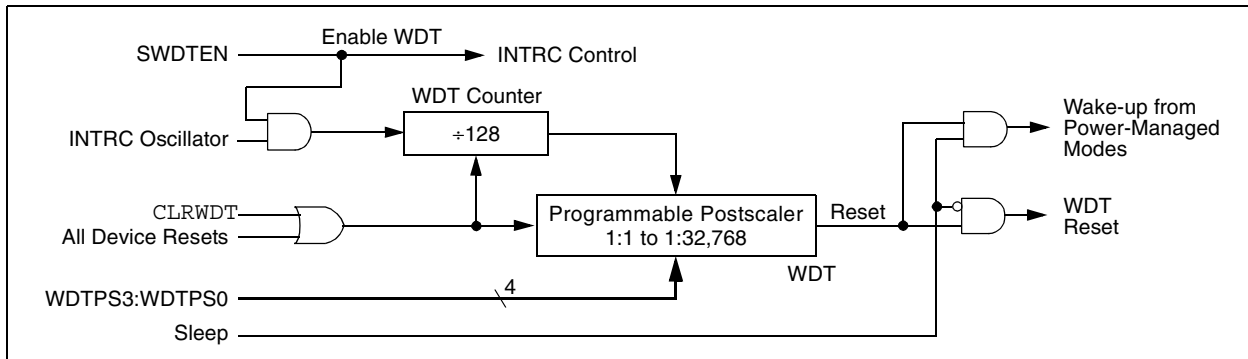 Enable WDT
SWDTEN
INTRC Control
WDT Counter
INTRC Oscillator
÷128
Wake-up from
Power-Managed
Modes
CLRWDT
All Device Resets
Programmable Postscaler
1:1 to 1:32,768
Reset
WDT
WDT
Reset
4
WDTPS3:WDTPS0
Sleep